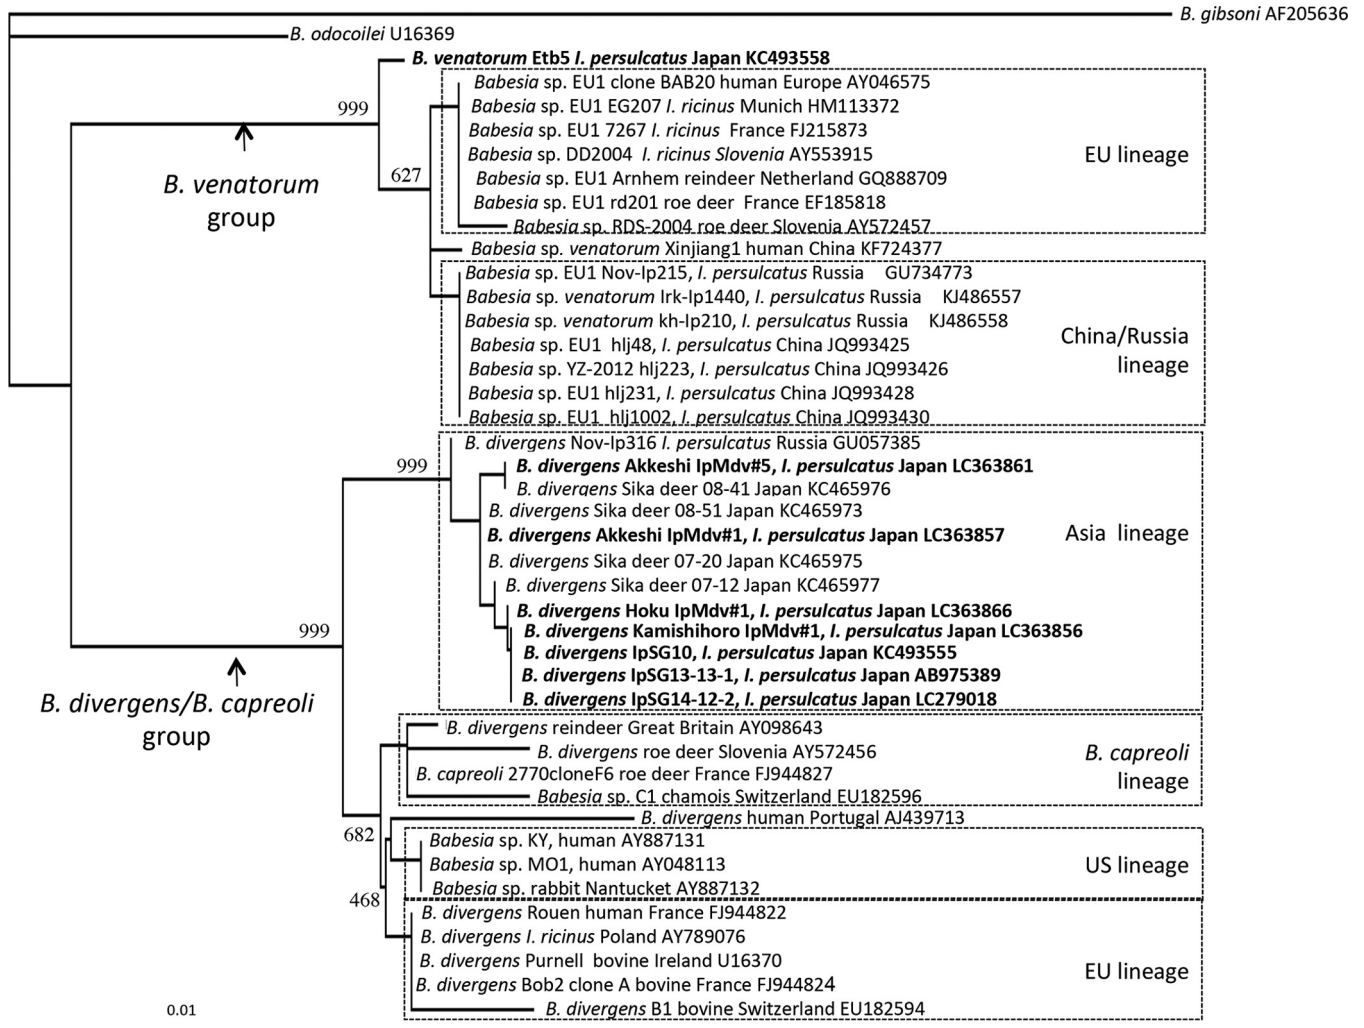 B. gibsoni AF205636
B. odocoilei U16369
B. venatorum Etb5 I. persulcatus Japan KC493558
999
Babesia sp. EU1 clone BAB20 human Europe AY046575
Babesia sp. EU1 EG207 I. ricinus Munich HM113372
Babesia sp. EU1 7267 I. ricinus France FJ215873
Babesia sp. DD2004 I. ricinus Slovenia AY553915
EU lineage
627
Babesia sp. EU1 Arnhem reindeer Netherland GQ888709
B. venatorum
group
Babesia sp. EU1 rd201 roe deer France EF185818
Babesia sp. RDS-2004 roe deer Slovenia AY572457
Babesia sp. venatorum Xinjiang1 human China KF724377
Babesia sp. EU1 Nov-Ip215, I. persulcatus Russia GU734773
Babesia sp. venatorum Irk-Ip1440, I. persulcatus Russia KJ486557
Babesia sp. venatorum kh-Ip210, I. persulcatus Russia KJ486558
China/Russia
lineage
Babesia sp. EU1 hlj48, I. persulcatus China JQ993425
Babesia sp. YZ-2012 hlj223, I. persulcatus China JQ993426
Babesia sp. EU1 hlj231, I. persulcatus China JQ993428
Babesia sp. EU1 hlj1002, I. persulcatus China JQ993430
B. divergens Nov-Ip316 I. persulcatus Russia GU057385
999
B. divergens Akkeshi IpMdv#5, I. persulcatus Japan LC363861
B. divergens Sika deer 08-41 Japan KC465976
B. divergens Sika deer 08-51 Japan KC465973
B. divergens Akkeshi IpMdv#1, I. persulcatus Japan LC363857
Asia lineage
B. divergens Sika deer 07-20 Japan KC465975
B. divergens Sika deer 07-12 Japan KC465977
B. divergens Hoku IpMdv#1, I. persulcatus Japan LC363866
999
B. divergens Kamishihoro IpMdv#1, I. persulcatus Japan LC363856
B. divergens IpSG10, I. persulcatus Japan KC493555
B. divergens IpSG13-13-1, I. persulcatus Japan AB975389
B. divergens IpSG14-12-2, I. persulcatus Japan LC279018
B. divergens/B. capreoli
group
B. divergens reindeer Great Britain AY098643
B. divergens roe deer Slovenia AY572456
B. capreoli
lineage
B. capreoli 2770cloneF6 roe deer France FJ944827
Babesia sp. C1 chamois Switzerland EU182596
B. divergens human Portugal AJ439713
682
Babesia sp. KY, human AY887131
Babesia sp. MO1, human AY048113
US lineage
Babesia sp. rabbit Nantucket AY887132
468
B. divergens Rouen human France FJ944822
B. divergens I. ricinus Poland AY789076
B. divergens Purnell bovine Ireland U16370
EU lineage
B. divergens Bob2 clone A bovine France FJ944824
B. divergens B1 bovine Switzerland EU182594
0.01